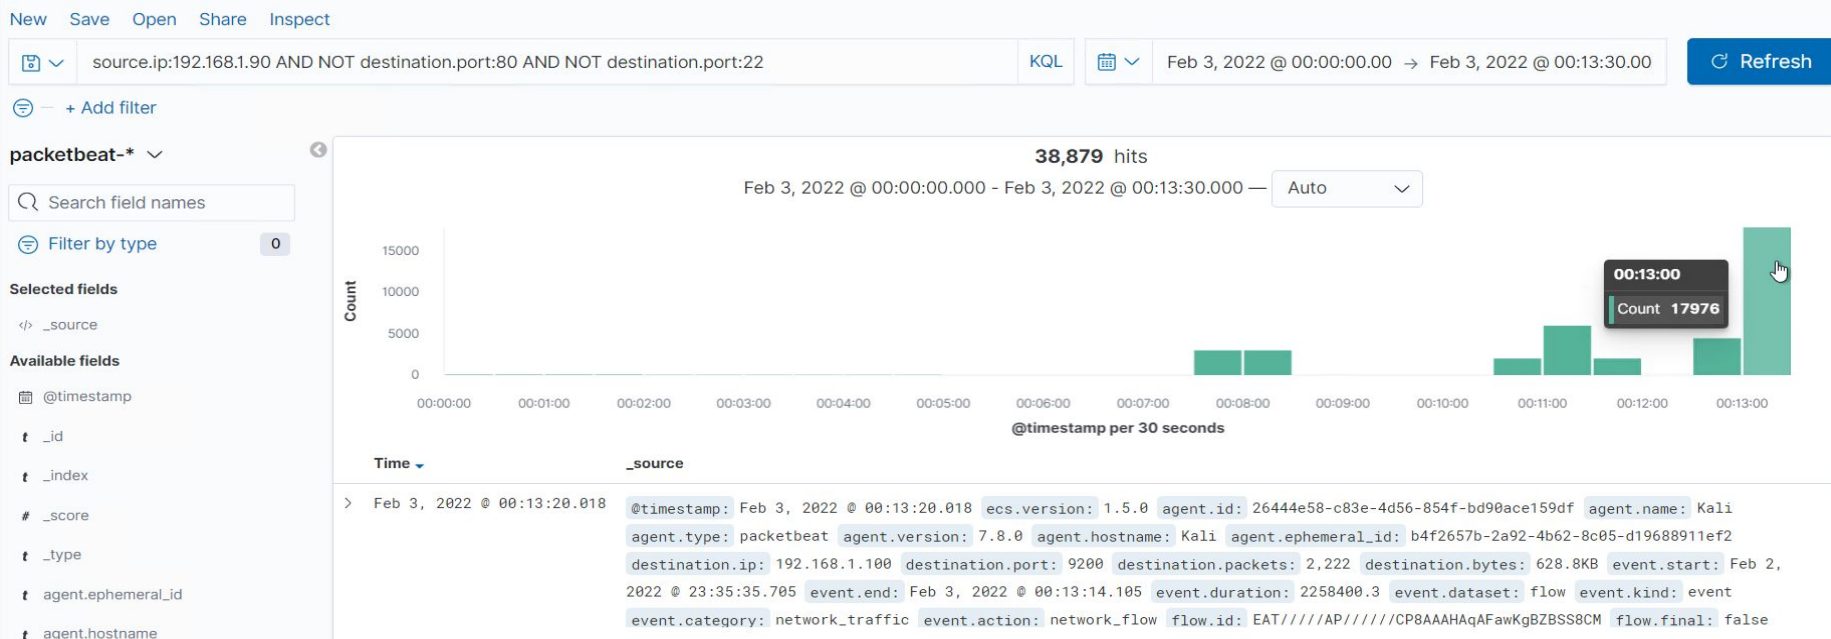 New Save Open Share Inspect
source.ip:192.168.1.90 AND NOT destination.port:80 AND NOT destination.port:22 KQL Feb 3, 2022 @ 00:00:00.00 → Feb 3, 2022 @ 00:13:30.00 Refresh
+ Add filter
packetbeat-*
Search field names
Filter by type 0
Selected fields
</> _source
Available fields
@timestamp
t _id
t _index
# _score
t _type
t agent.ephemeral_id
t agent.hostname
38,879 hits
Feb 3, 2022 @ 00:00:00.000 - Feb 3, 2022 @ 00:13:30.000 — Auto
Count
15000
10000
5000
0
00:13:00
Count 17976
00:00:00 00:01:00 00:02:00 00:03:00 00:04:00 00:05:00 00:06:00 00:07:00 00:08:00 00:09:00 00:10:00 00:11:00 00:12:00 00:13:00
@timestamp per 30 seconds
Time _source
Feb 3, 2022 @ 00:13:20.018 @timestamp: Feb 3, 2022 @ 00:13:20.018 ecs.version: 1.5.0 agent.id: 26444e58-c83e-4d56-854f-bd90ace159df agent.name: Kali
agent.type: packetbeat agent.version: 7.8.0 agent.hostname: Kali agent.ephemeral_id: b4f2657b-2a92-4b62-8c05-d19688911ef2
destination.ip: 192.168.1.100 destination.port: 9200 destination.packets: 2,222 destination.bytes: 628.8KB event.start: Feb 2,
2022 @ 23:35:35.705 event.end: Feb 3, 2022 @ 00:13:14.105 event.duration: 2258400.3 event.dataset: flow event.kind: event
event.category: network_traffic event.action: network_flow flow.id: EAT/////AP//////CP8AAAHAqAFawKgBZBSS8CM flow.final: false